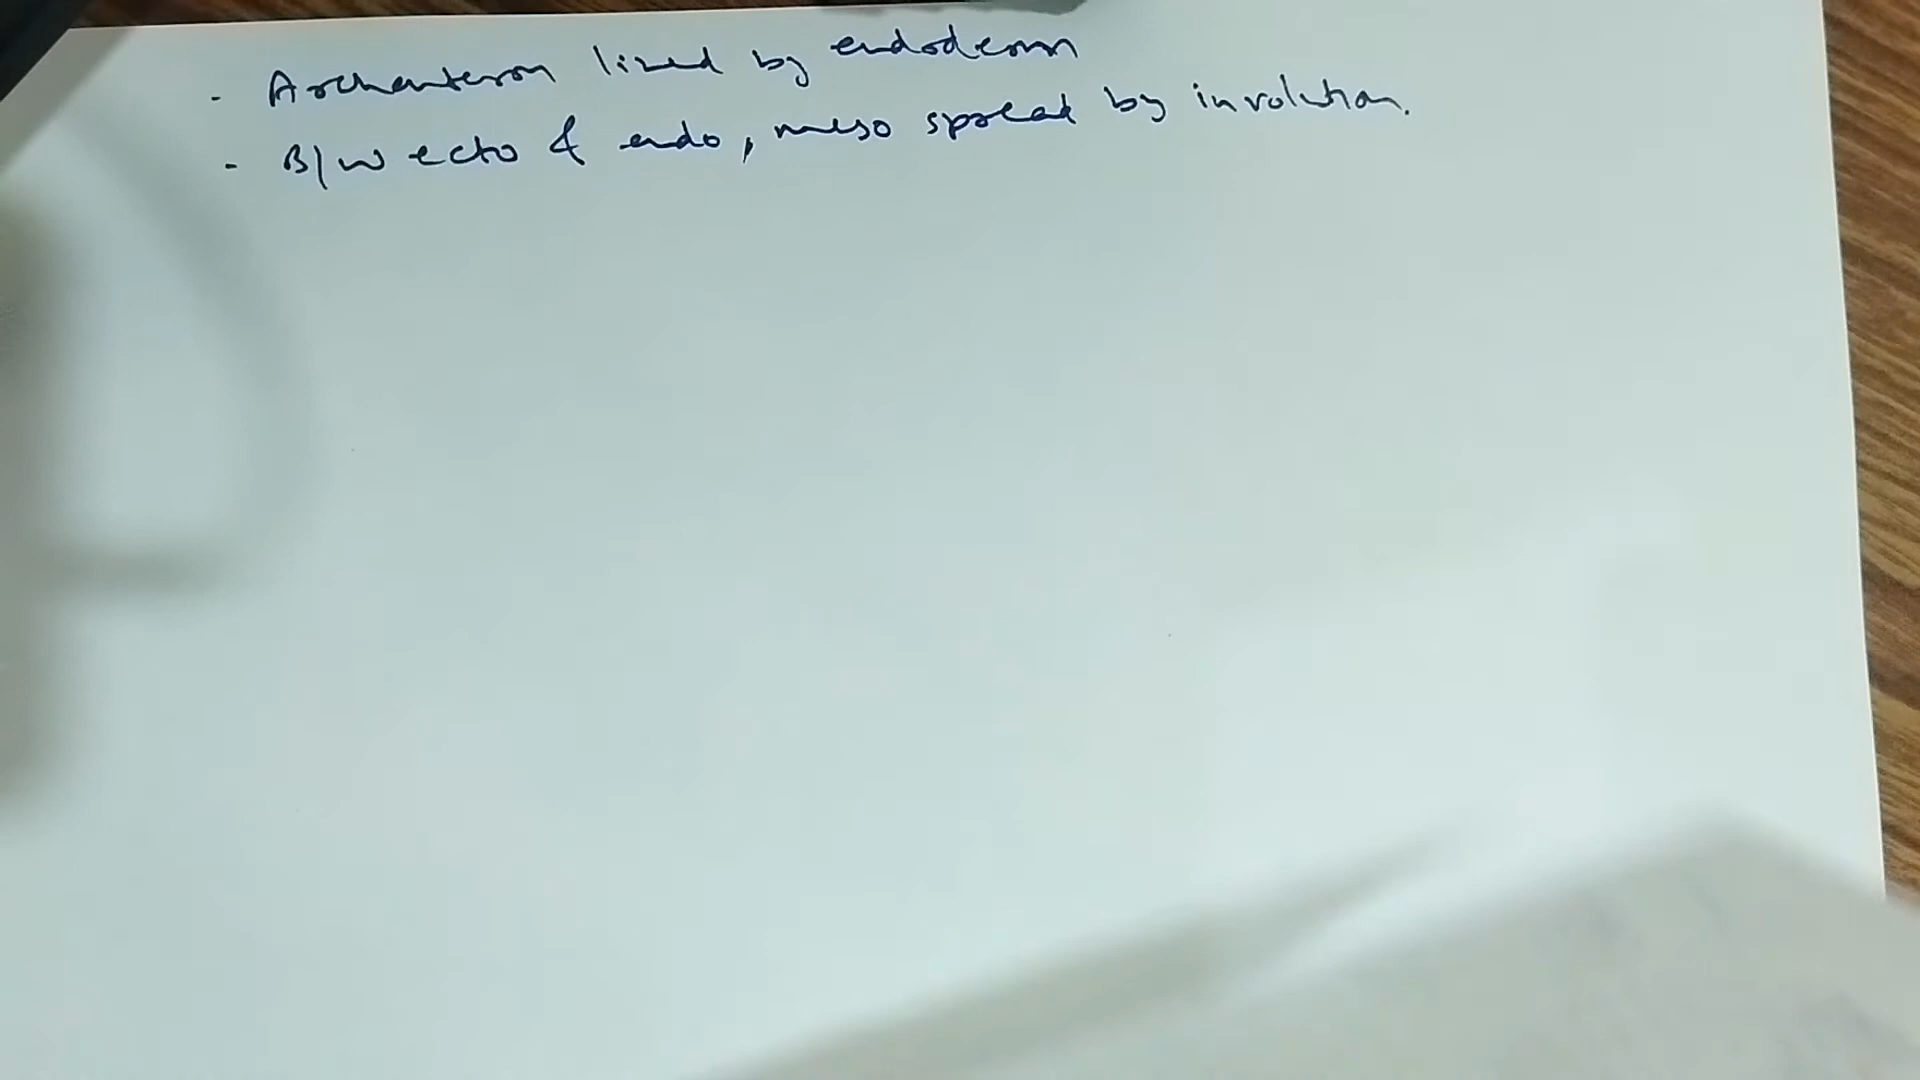 - Archenteron lined by endoderm
- B/w ecto & endo, meso spread by involution.